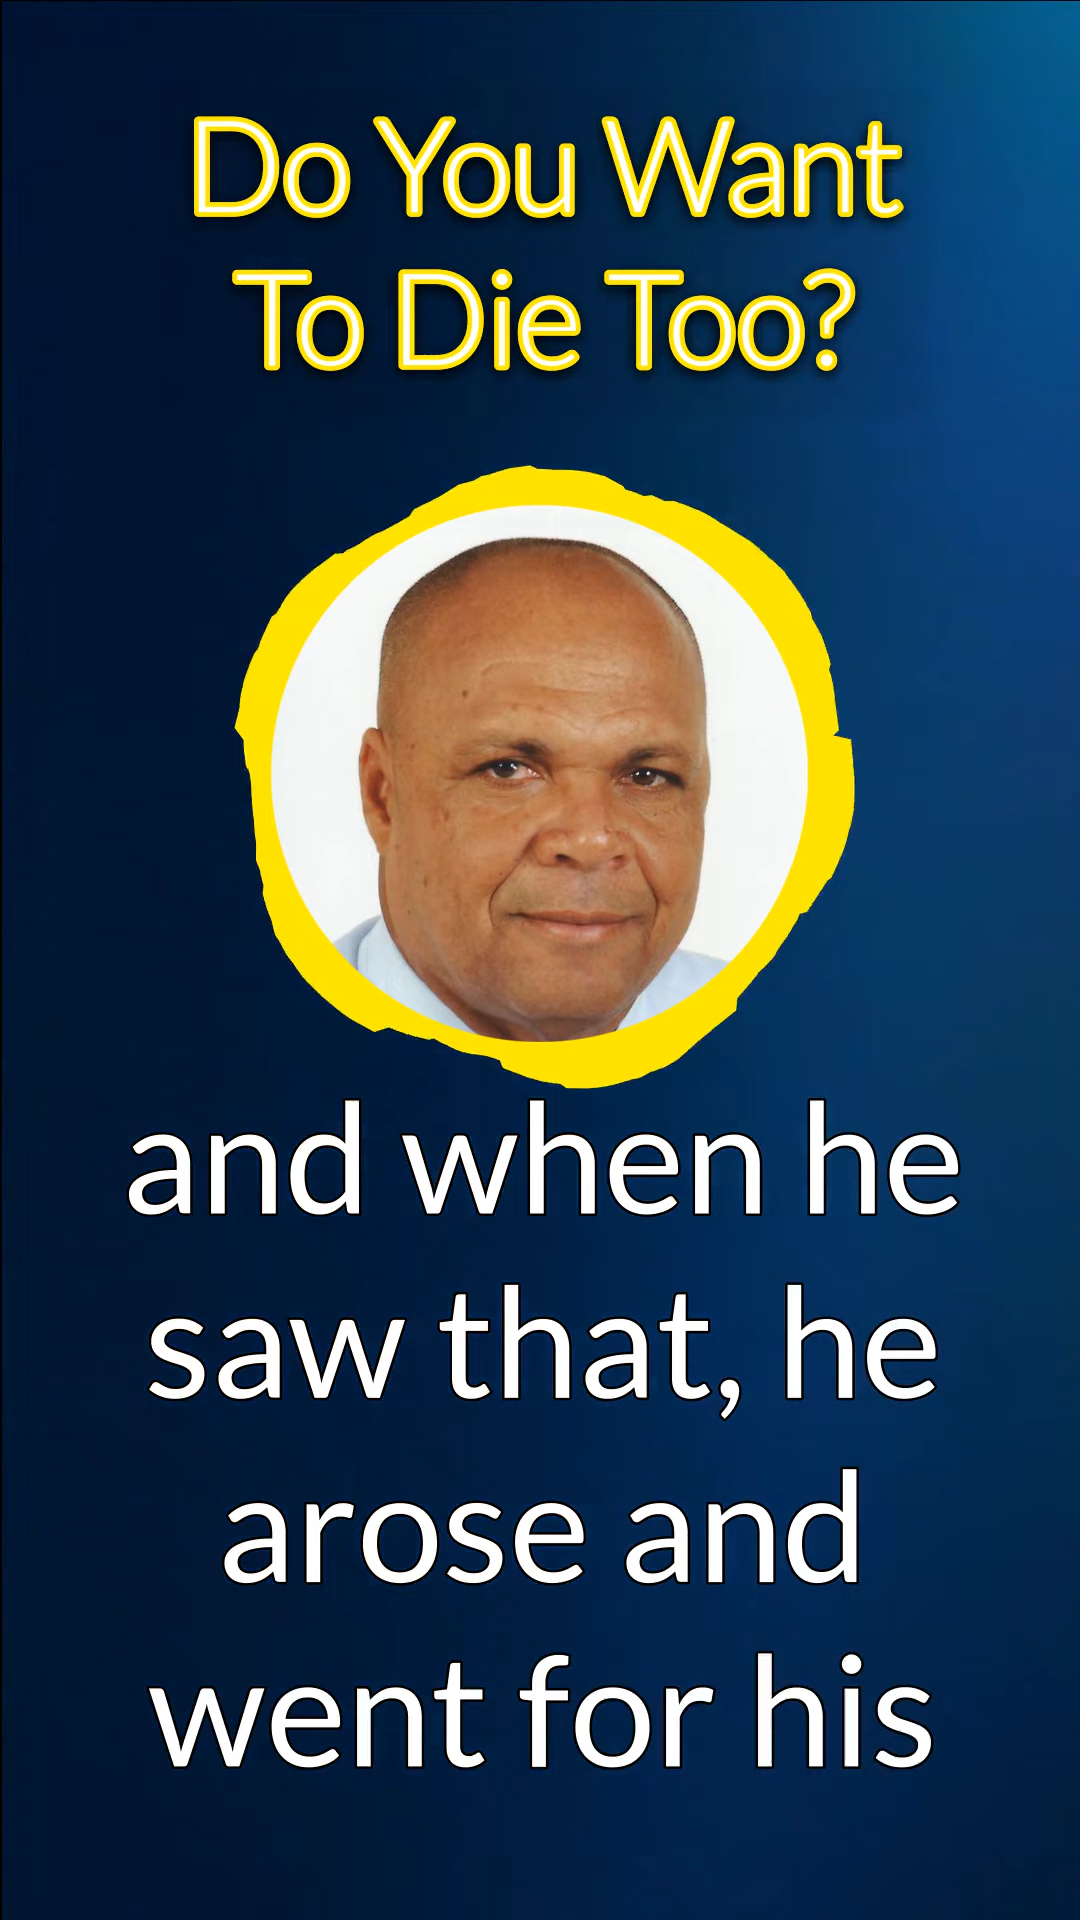 Do You Want
To Die Too?
and when he
saw that, he
arose and
went for his